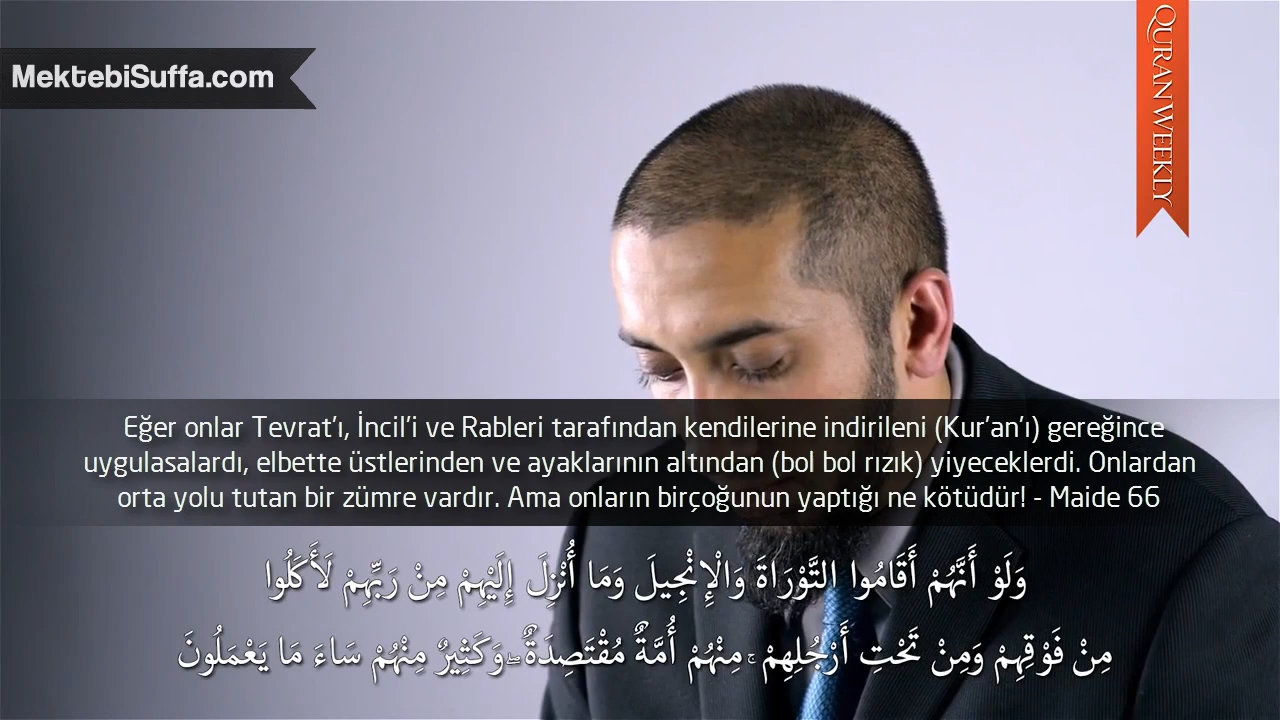 MektebiSuffa.com
QURANWEEKLY
Eğer onlar Tevrat'ı, İncil'i ve Rableri tarafından kendilerine indirileni (Kur'an'ı) gereğince
uygulasalardı, elbette üstlerinden ve ayaklarının altından (bol bol rızık) yiyeceklerdi. Onlardan
orta yolu tutan bir zümre vardır. Ama onların birçoğunun yaptığı ne kötüdür! - Maide 66
وَلَوْ أَنَّهُمْ أَقَامُوا التَّوْرَاةَ وَالْإِنْجِيلَ وَمَا أُنْزِلَ إِلَيْهِمْ مِنْ رَبِّهِمْ لَأَكَلُوا
مِنْ فَوْقِهِمْ وَمِنْ تَحْتِ أَرْجُلِهِمْ ۚ مِنْهُمْ أُمَّةٌ مُقْتَصِدَةٌ ۖ وَكَثِيرٌ مِنْهُمْ سَاءَ مَا يَعْمَلُونَ